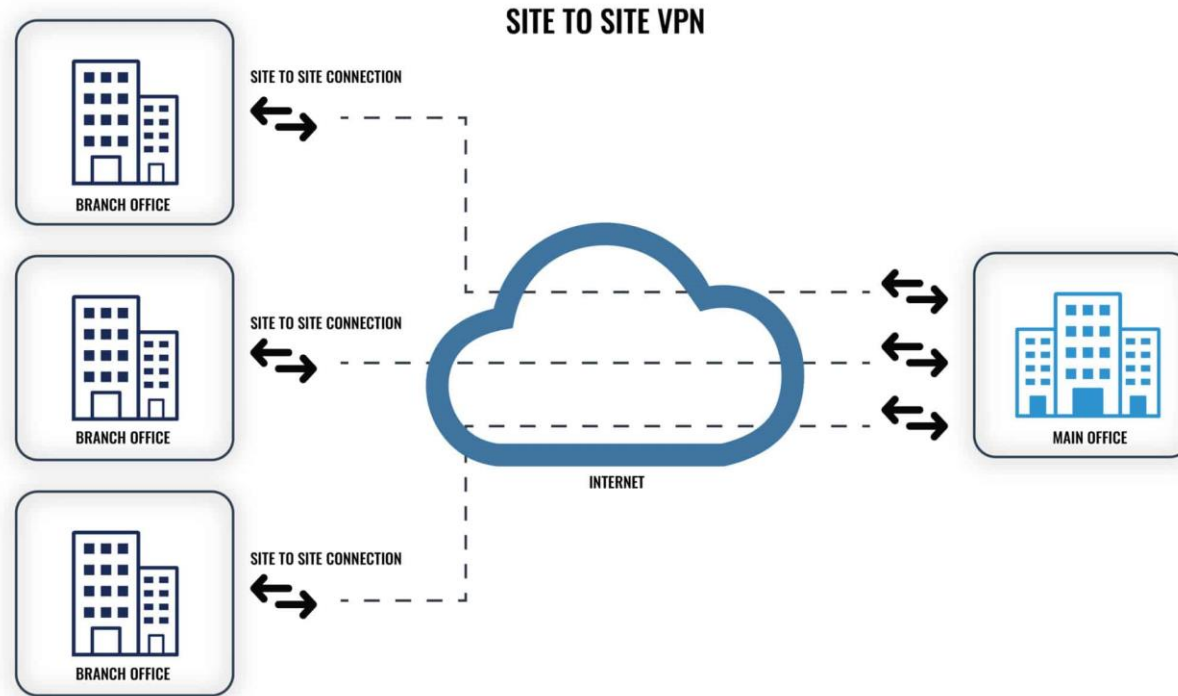 SITE TO SITE VPN
SITE TO SITE CONNECTION
BRANCH OFFICE
SITE TO SITE CONNECTION
BRANCH OFFICE
MAIN OFFICE
INTERNET
SITE TO SITE CONNECTION
BRANCH OFFICE